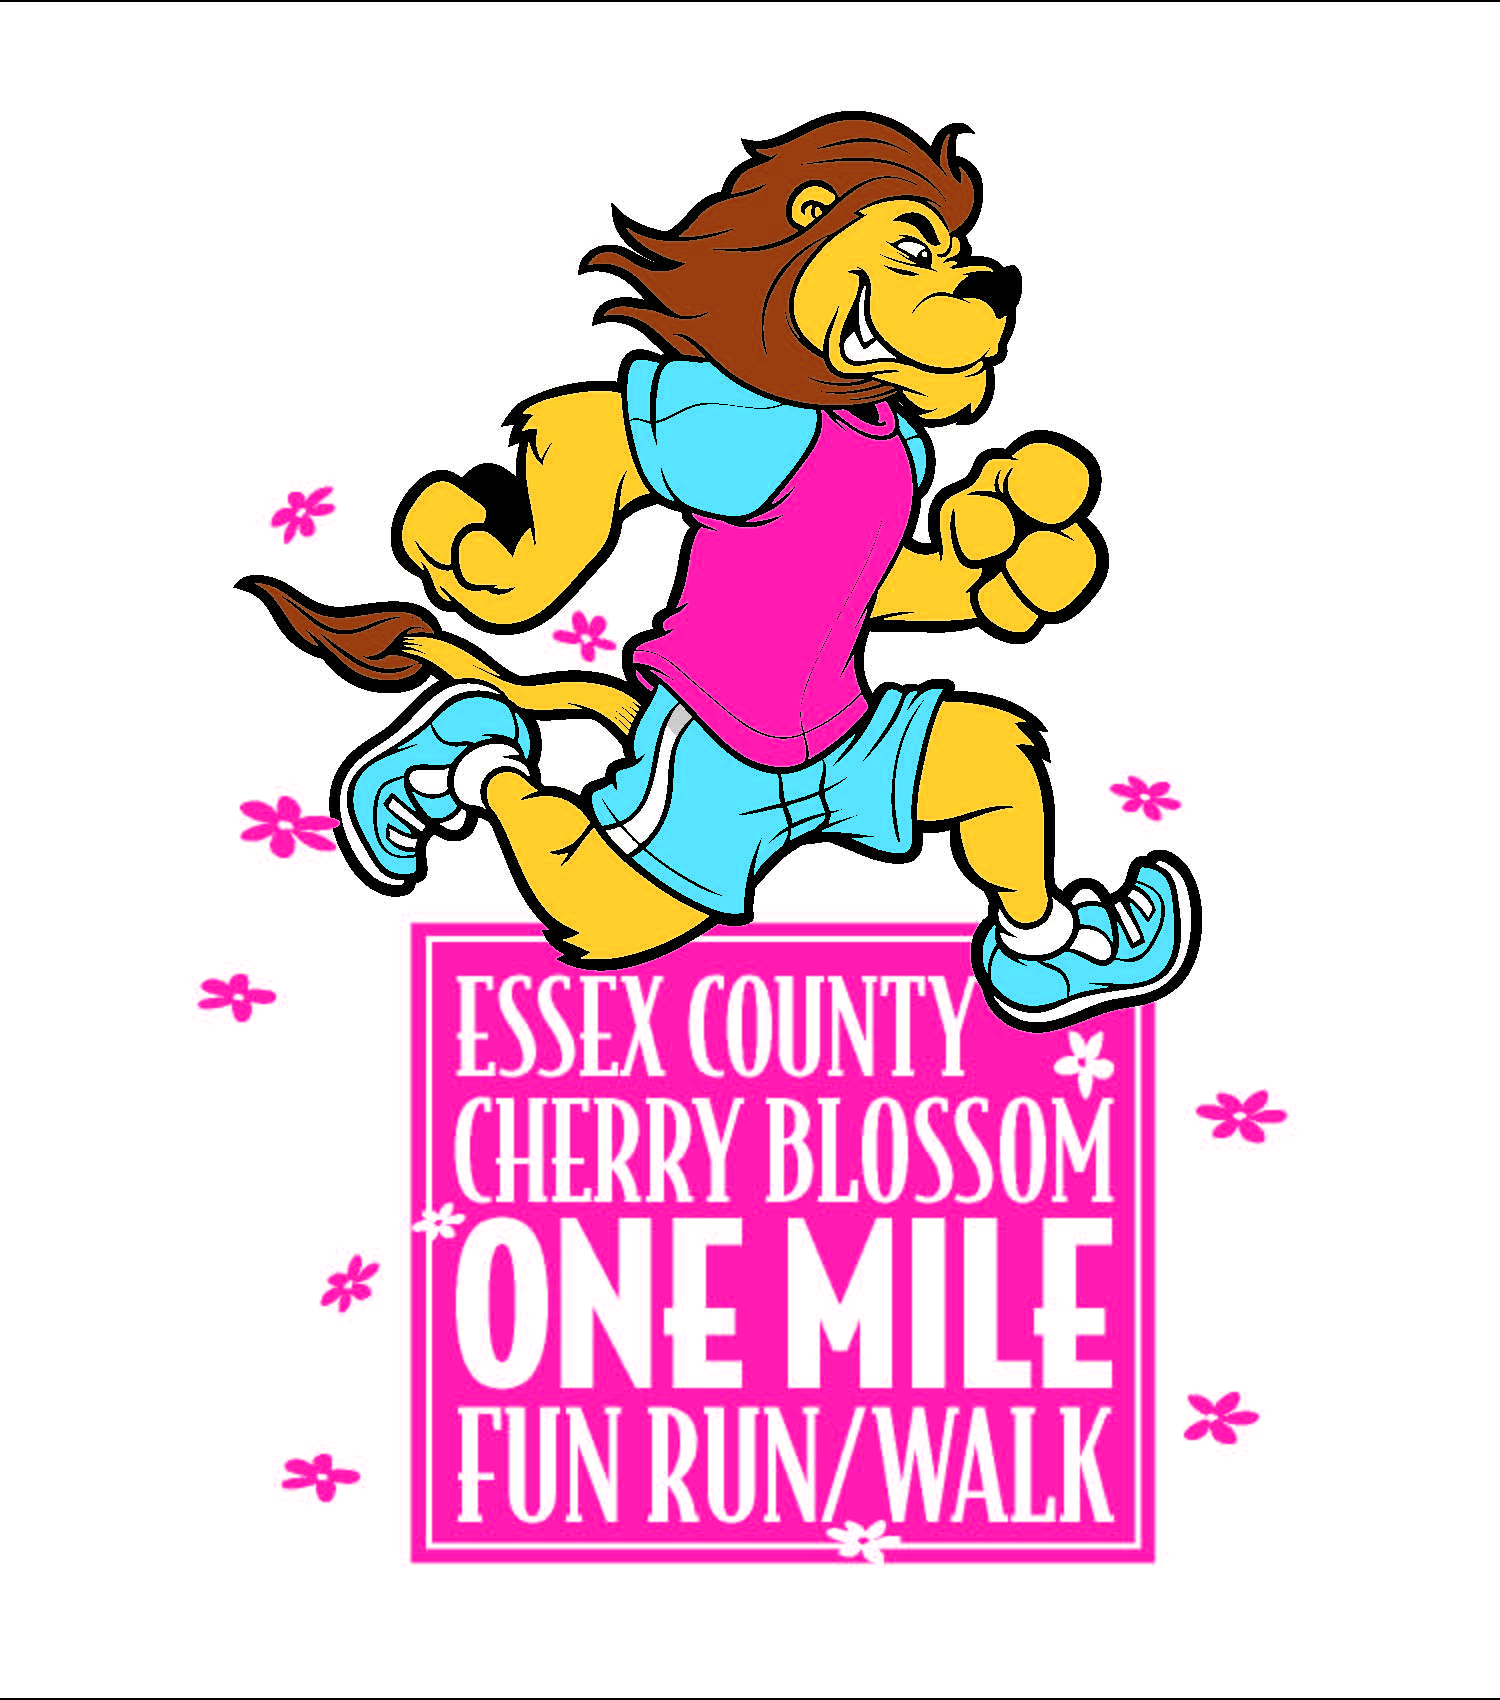 ESSEX COUNTY
CHERRY BLOSSOM
ONE MILE
FUN RUN/WALK